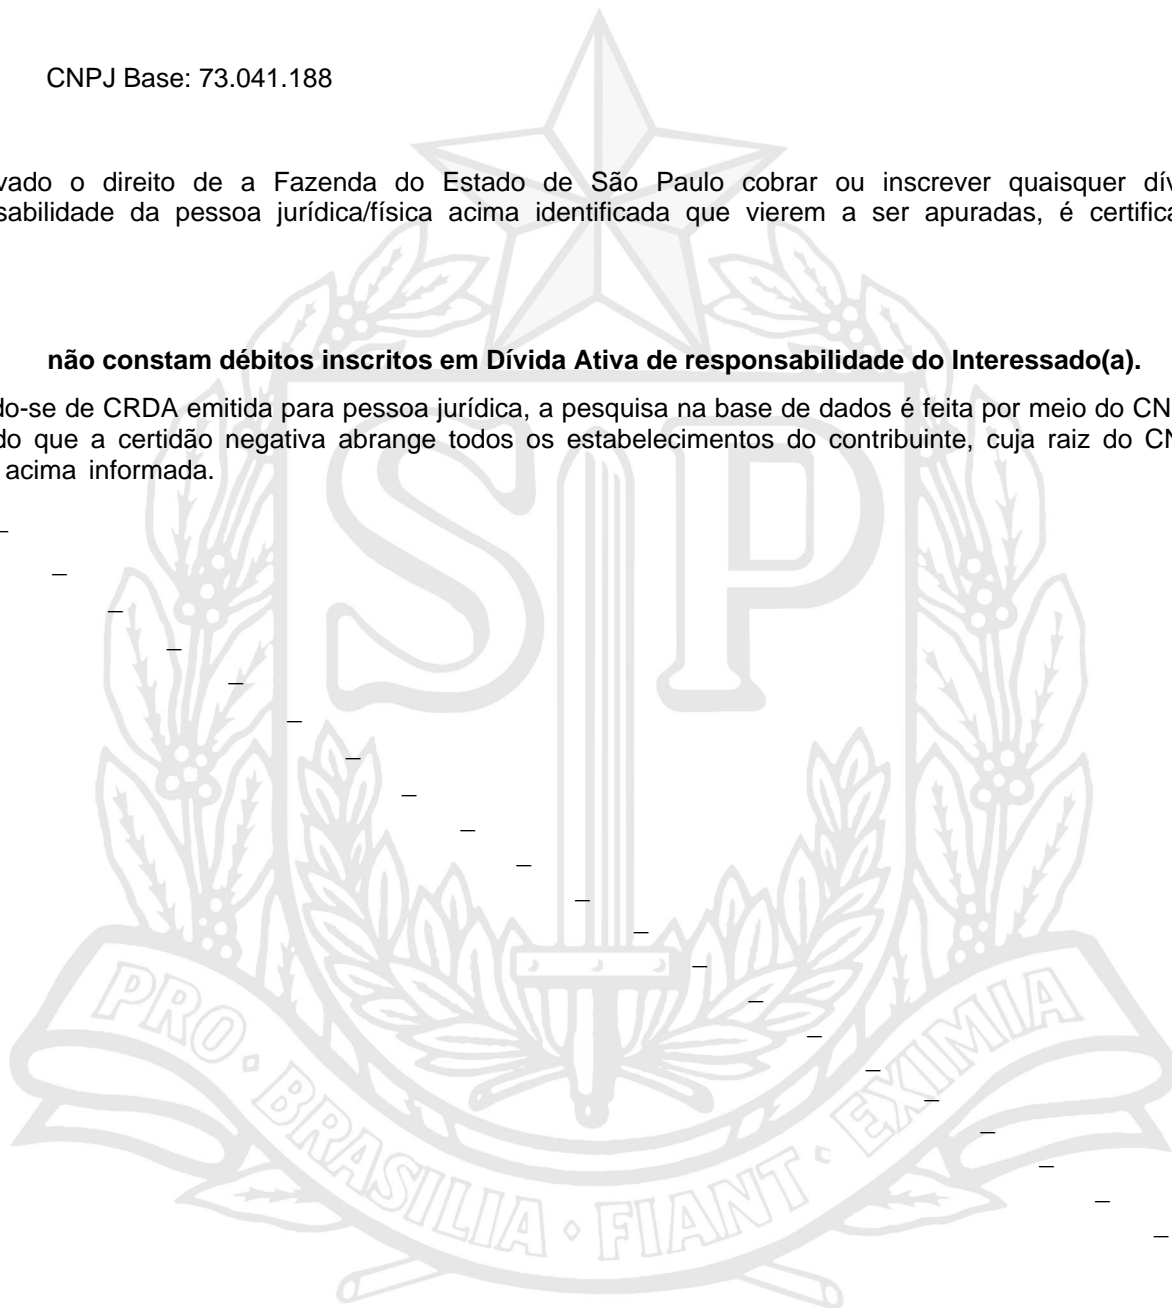 CNPJ Base: 73.041.188
vado o direito de a Fazenda do Estado de São Paulo cobrar ou inscrever quaisquer dív
sabilidade da pessoa jurídica/física acima identificada que vierem a ser apuradas, é certifica
não constam débitos inscritos em Dívida Ativa de responsabilidade do Interessado(a).
do-se de CRDA emitida para pessoa jurídica, a pesquisa na base de dados é feita por meio do CN
do que a certidão negativa abrange todos os estabelecimentos do contribuinte, cuja raiz do CN
acima informada.
SP
PRO • BRASILIA • FIANT • EXIMIA